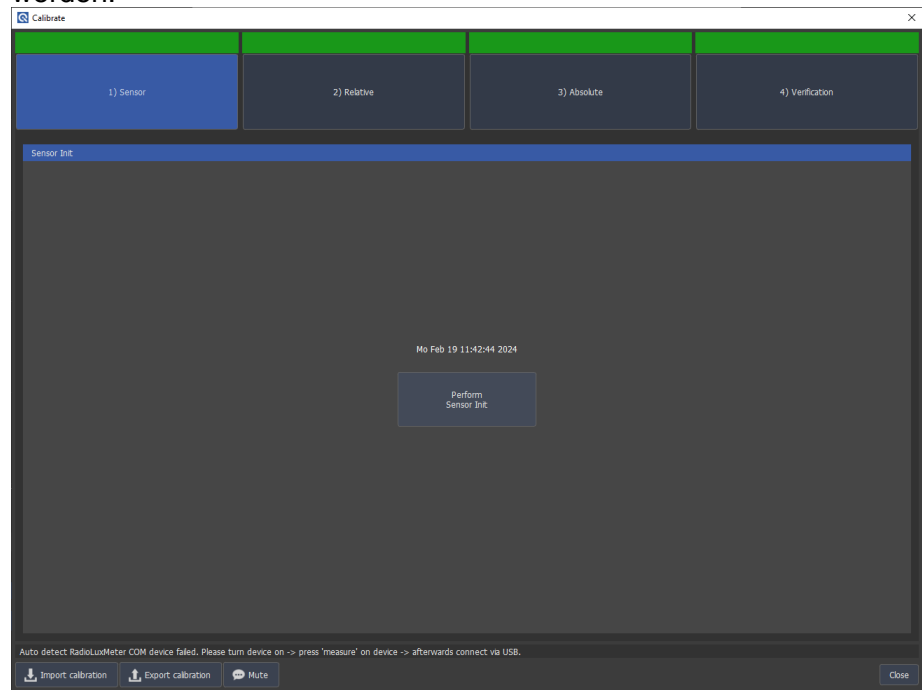 werden.
Calibrate
1) Sensor
2) Relative
3) Absolute
4) Verification
Sensor Init
Mo Feb 19 11:42:44 2024
Perform
Sensor Init
Auto detect RadioLuxMeter COM device failed. Please turn device on -> press 'measure' on device -> afterwards connect via USB.
Import calibration
Export calibration
Mute
Close